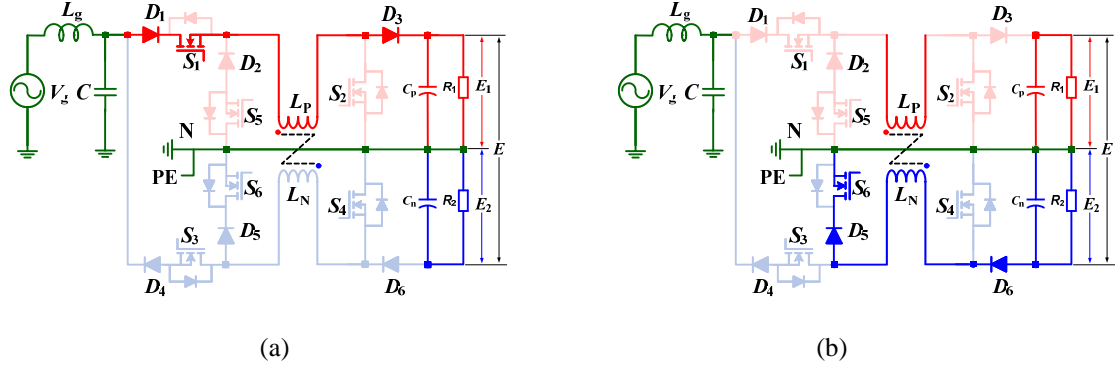 Lg
D1
D3
S1
D2
Vg
C
S2
Cp
R1
E1
LP
N
S5
E
PE
S6
LN
S4
Cn
R2
E2
S3
D5
D4
D6
(a)
Lg
D1
D3
S1
D2
Vg
C
S2
Cp
R1
E1
LP
N
S5
E
PE
S6
LN
S4
Cn
R2
E2
S3
D5
D4
D6
(b)